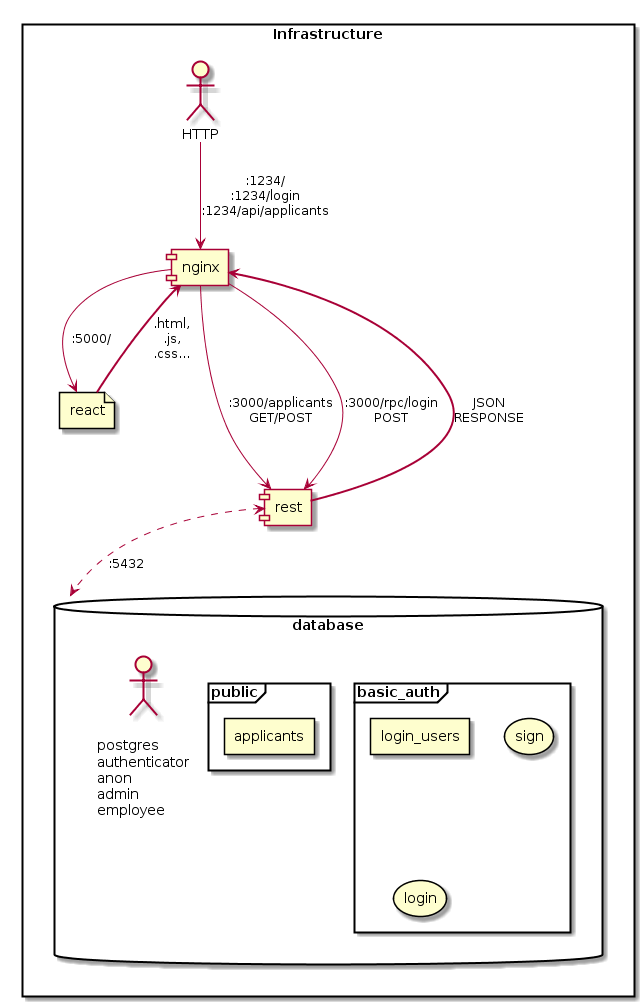 Infrastructure
HTTP
:1234/
:1234/login
:1234/api/applicants
nginx
:5000/
.html,
.js,
.css...
react
:3000/applicants
GET/POST
:3000/rpc/login
POST
JSON
RESPONSE
rest
:5432
database
postgres
authenticator
anon
admin
employee
public
applicants
basic_auth
login_users
sign
login